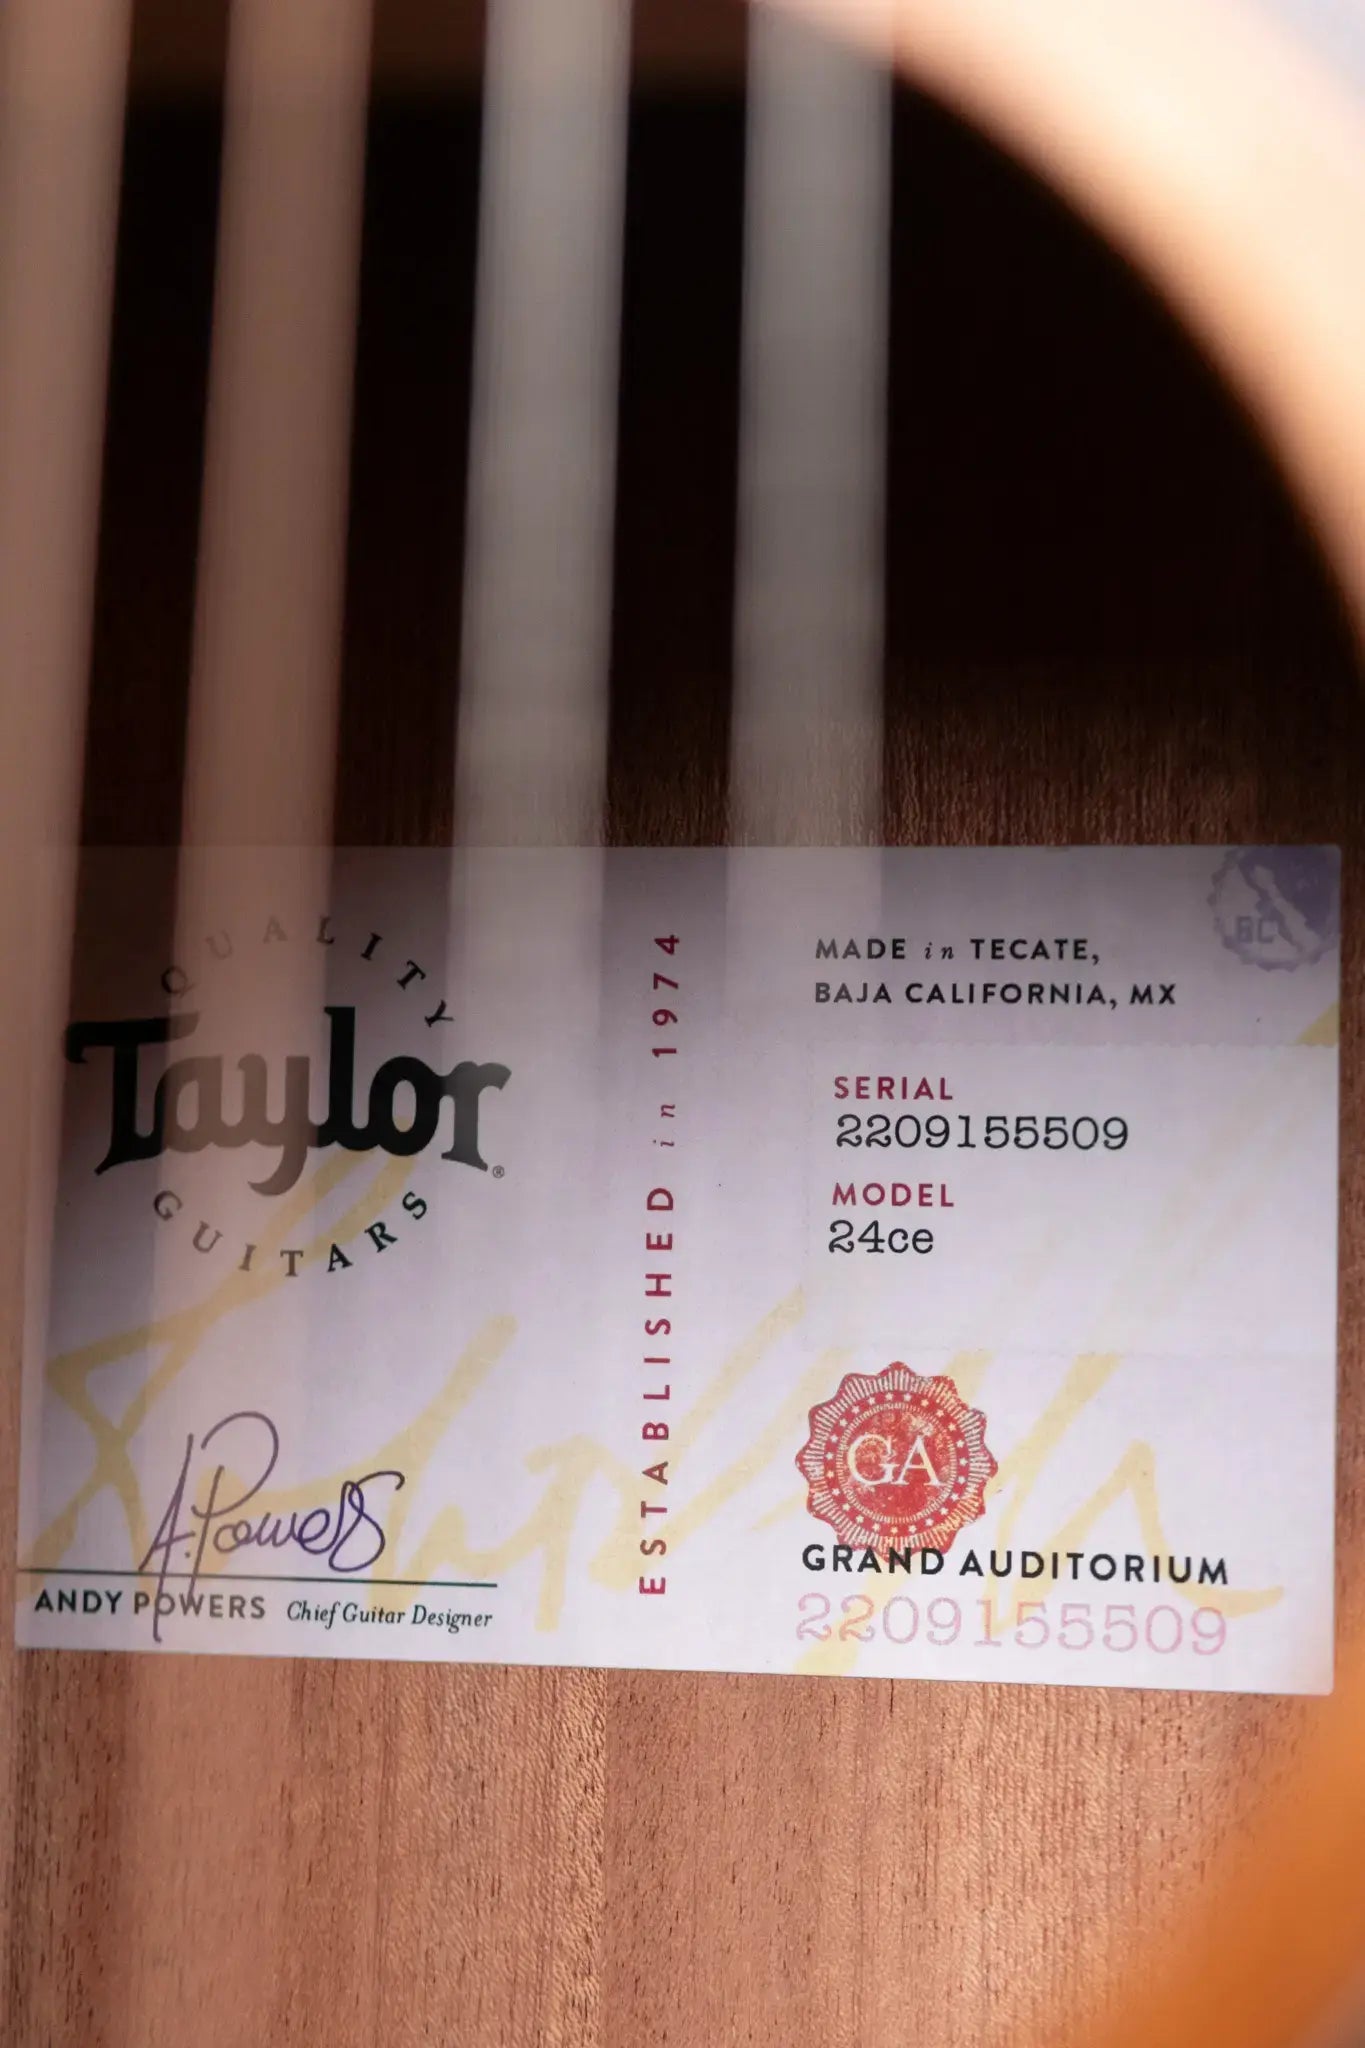 QUALITY
Taylor®
GUITARS
A. Powers
ANDY POWERS Chief Guitar Designer
ESTABLISHED in 1974
BC
MADE in TECATE,
BAJA CALIFORNIA, MX
SERIAL
2209155509
MODEL
24ce
GA
GRAND AUDITORIUM
2209155509